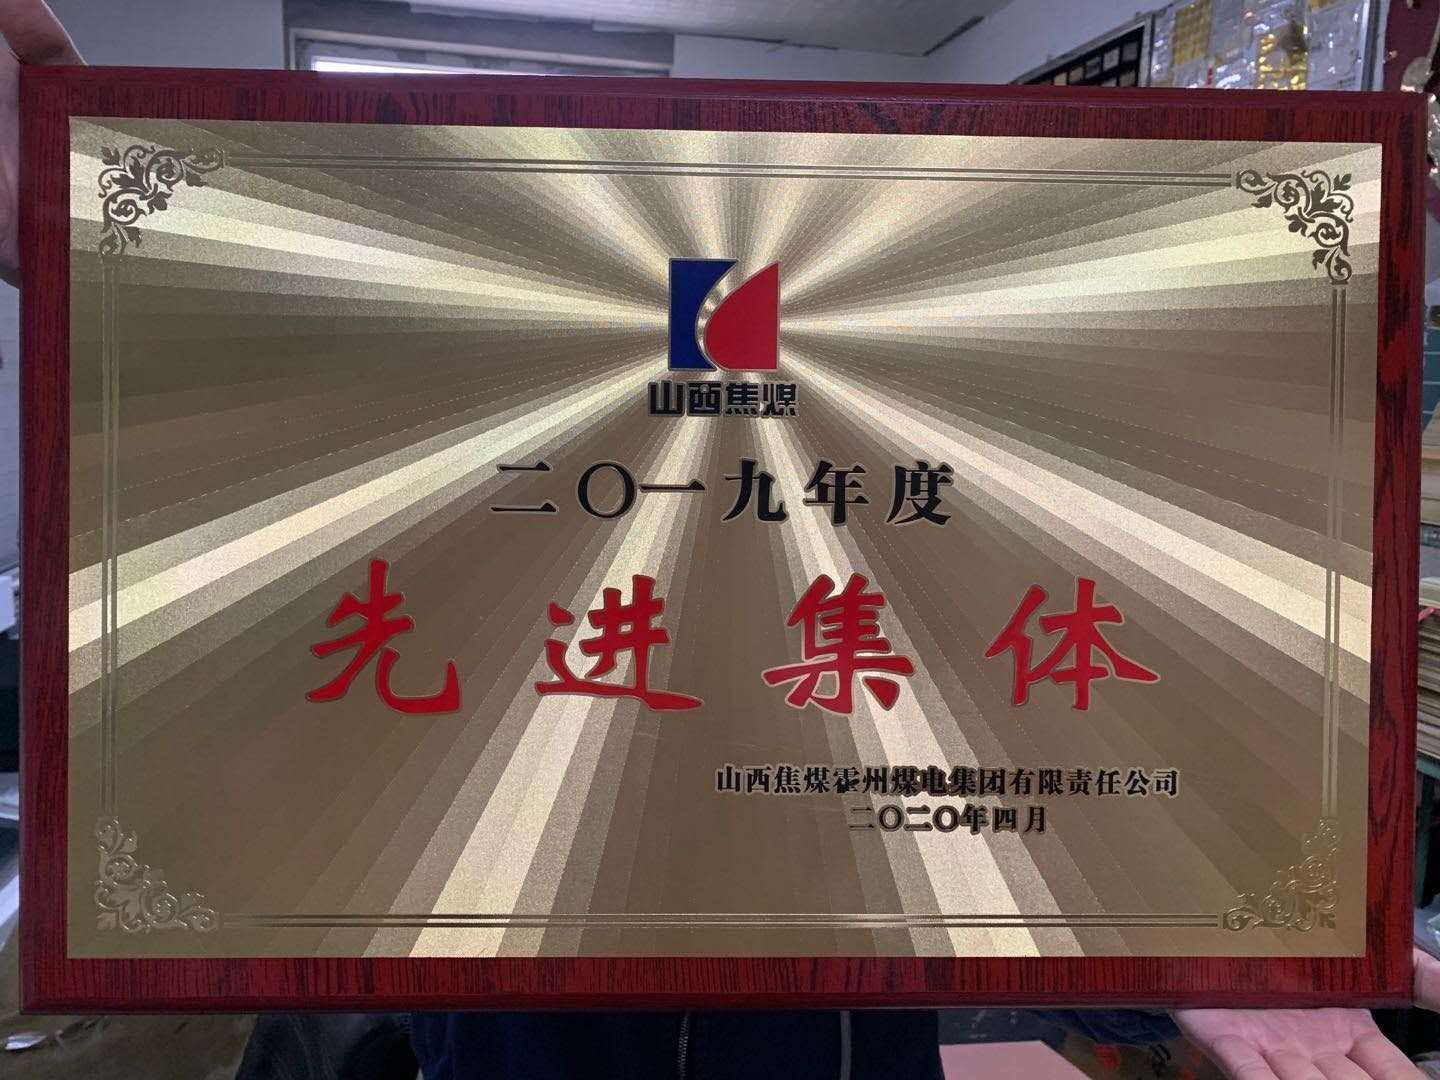 山西焦煤
二〇一九年度
先进集体
山西焦煤霍州煤电集团有限责任公司
二〇二〇年四月